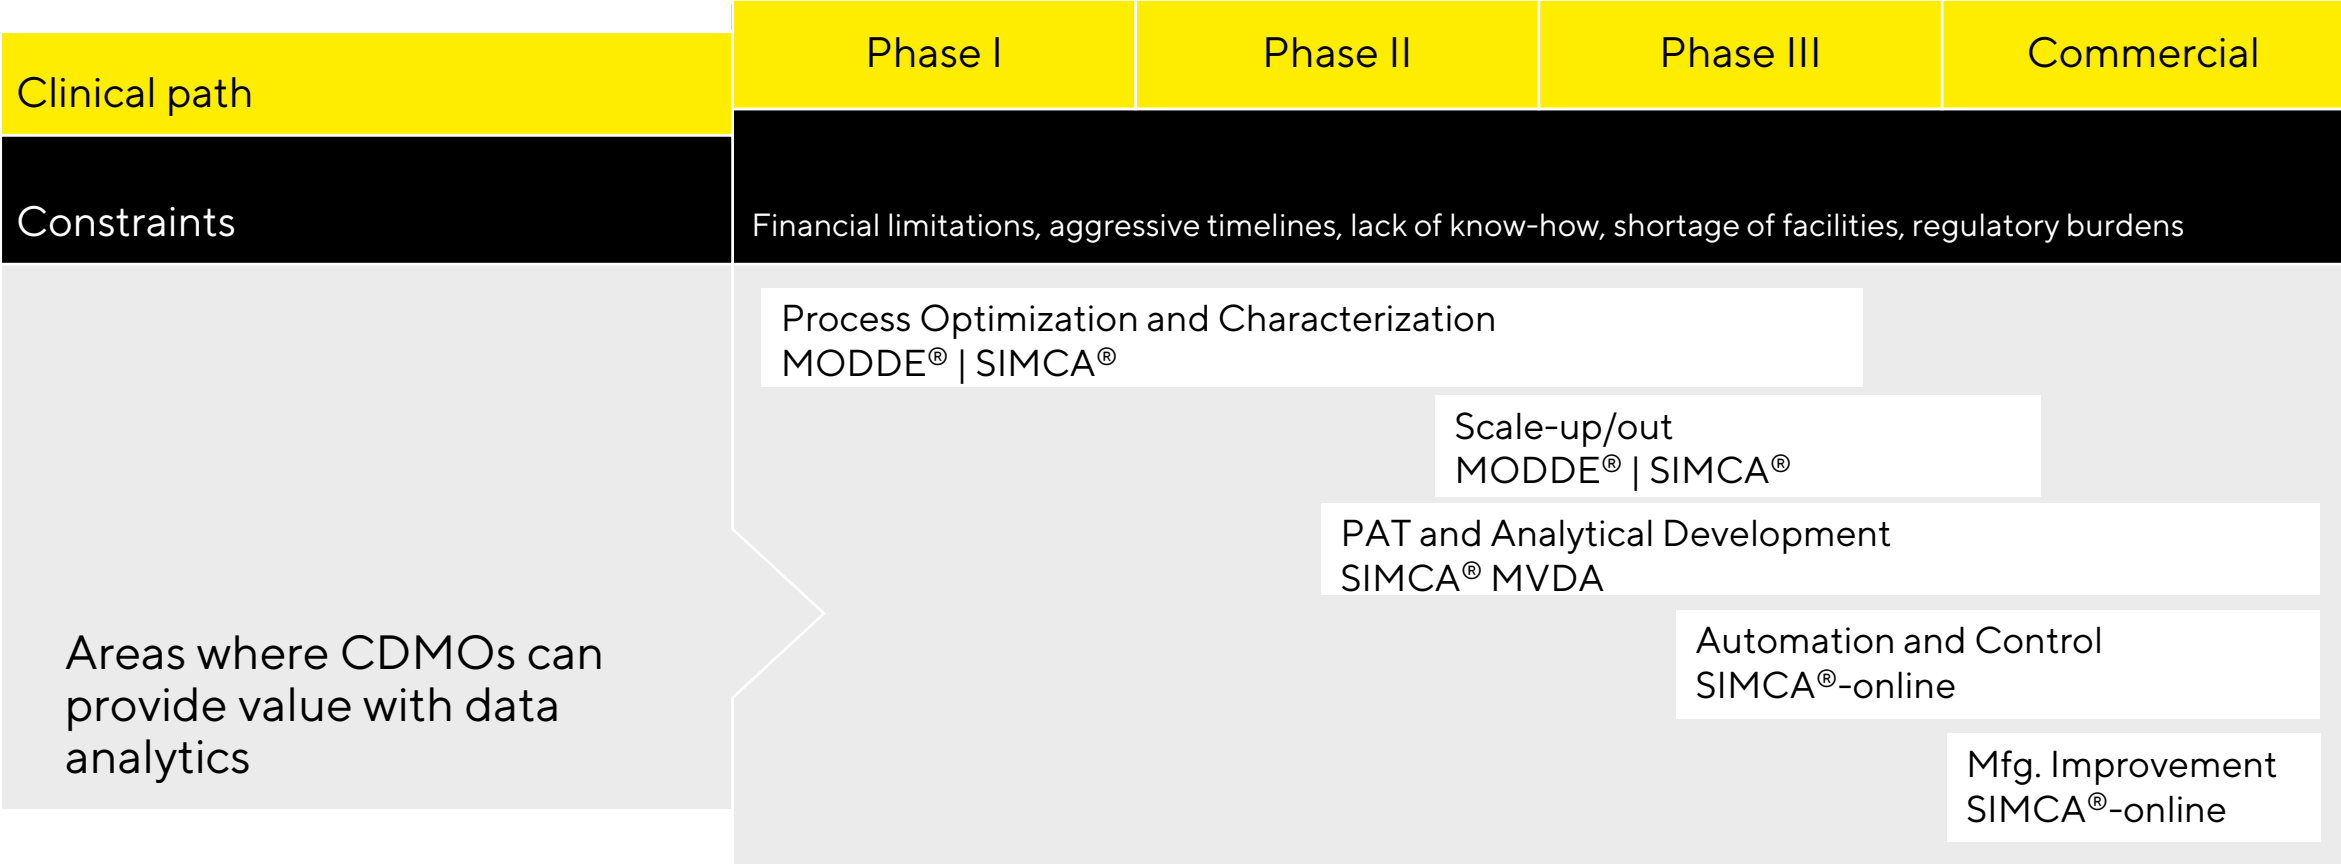 Clinical path
Phase I
Phase II
Phase III
Commercial
Constraints
Financial limitations, aggressive timelines, lack of know-how, shortage of facilities, regulatory burdens
Areas where CDMOs can
provide value with data
analytics
Process Optimization and Characterization
MODDE® | SIMCA®
Scale-up/out
MODDE® | SIMCA®
PAT and Analytical Development
SIMCA® MVDA
Automation and Control
SIMCA®-online
Mfg. Improvement
SIMCA®-online